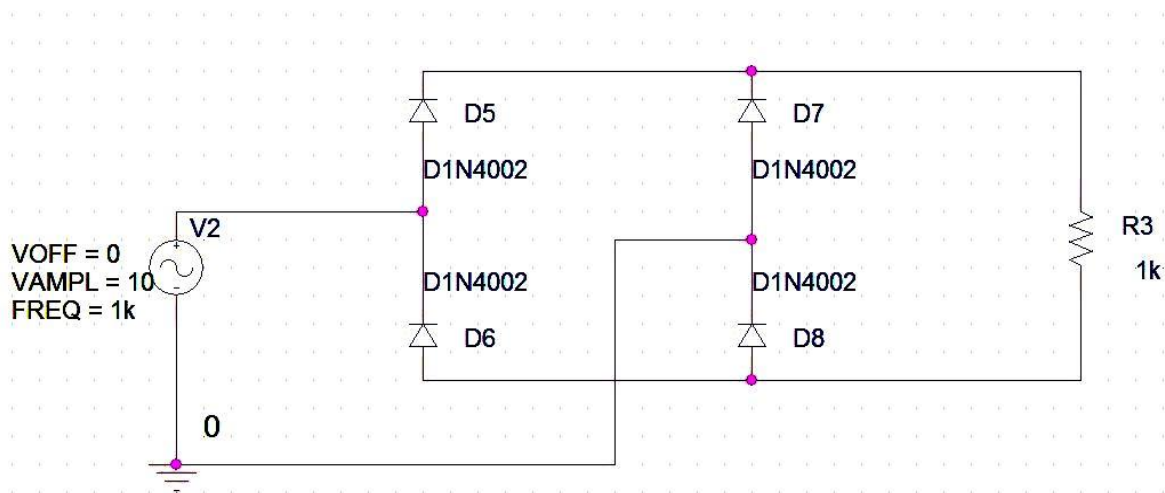 D5
D7
D1N4002
D1N4002
V2
+
-
VOFF = 0
VAMPL = 10
FREQ = 1k
R3
1k
D1N4002
D1N4002
D6
D8
0